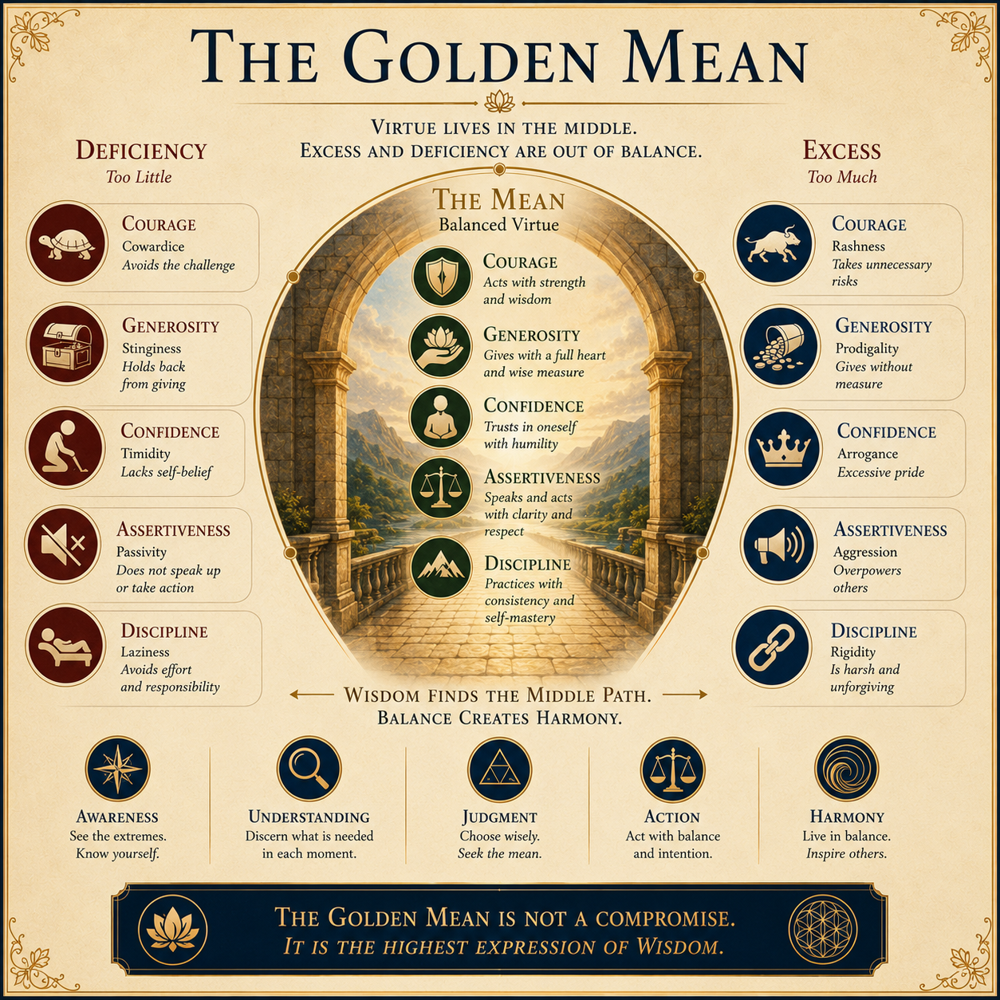 THE GOLDEN MEAN
VIRTUE LIVES IN THE MIDDLE.
EXCESS AND DEFICIENCY ARE OUT OF BALANCE.
DEFICIENCY
Too Little
COURAGE
Cowardice
Avoids the challenge
GENEROSITY
Stinginess
Holds back
from giving
CONFIDENCE
Timidity
Lacks self-belief
ASSERTIVENESS
Passivity
Does not speak up
or take action
DISCIPLINE
Laziness
Avoids effort
and responsibility
THE MEAN
Balanced Virtue
COURAGE
Acts with strength
and wisdom
GENEROSITY
Gives with a full heart
and wise measure
CONFIDENCE
Trusts in oneself
with humility
ASSERTIVENESS
Speaks and acts
with clarity and
respect
DISCIPLINE
Practices with
consistency and
self-mastery
EXCESS
Too Much
COURAGE
Rashness
Takes unnecessary
risks
GENEROSITY
Prodigality
Gives without
measure
CONFIDENCE
Arrogance
Excessive pride
ASSERTIVENESS
Aggression
Overpowers
others
DISCIPLINE
Rigidity
Is harsh and
unforgiving
WISDOM FINDS THE MIDDLE PATH.
BALANCE CREATES HARMONY.
AWARENESS
See the extremes.
Know yourself.
UNDERSTANDING
Discern what is needed
in each moment.
JUDGMENT
Choose wisely.
Seek the mean.
ACTION
Act with balance
and intention.
HARMONY
Live in balance.
Inspire others.
THE GOLDEN MEAN IS NOT A COMPROMISE.
IT IS THE HIGHEST EXPRESSION OF WISDOM.